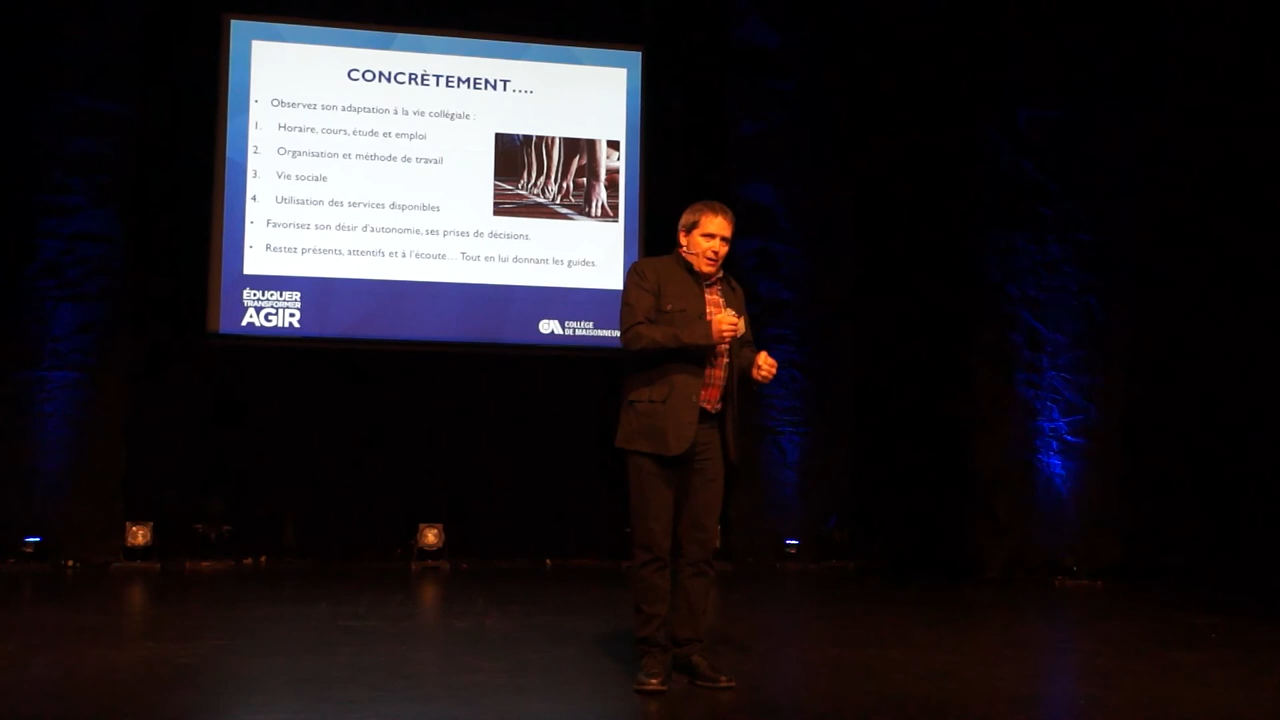 CONCRÈTEMENT....
• Observez son adaptation à la vie collégiale :
1. Horaire, cours, étude et emploi
2. Organisation et méthode de travail
3. Vie sociale
4. Utilisation des services disponibles
• Favorisez son désir d'autonomie, ses prises de décisions.
• Restez présents, attentifs et à l'écoute... Tout en lui donnant les guides.
ÉDUQUER
TRANSFORMER
AGIR
COLLÈGE
DE MAISONNEUV